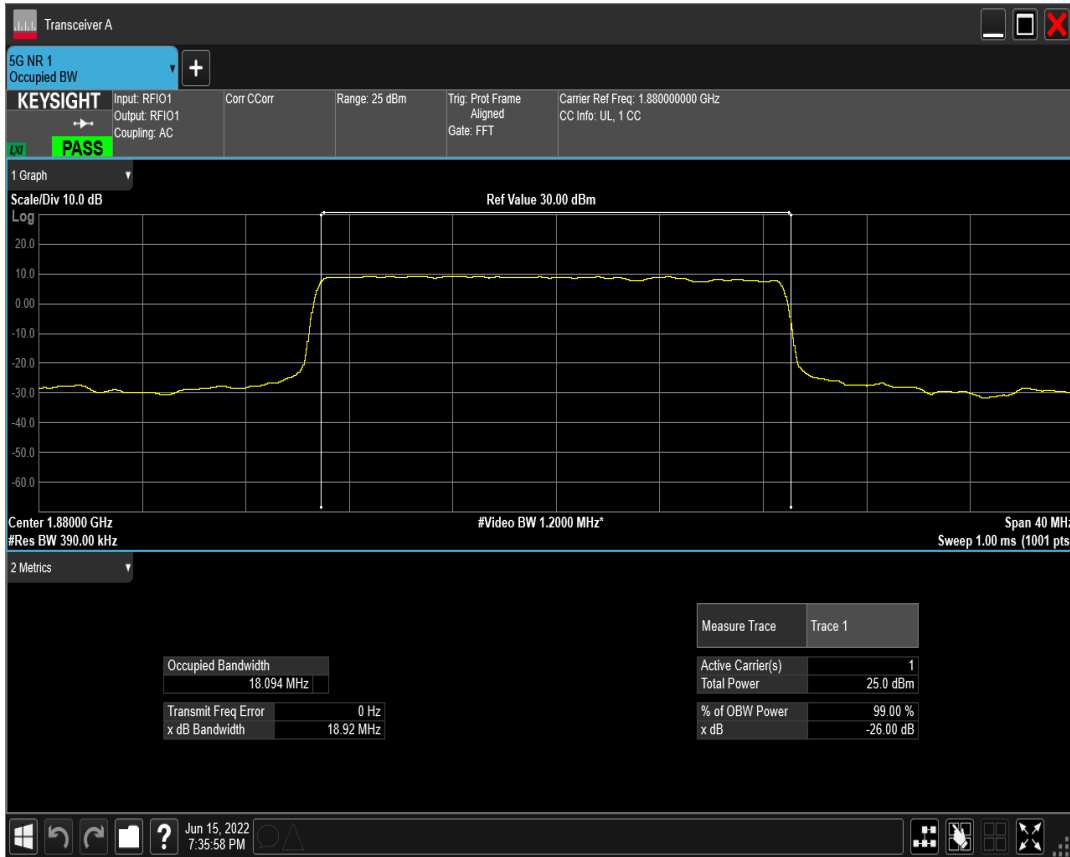 Transceiver A
5G NR 1
Occupied BW
+
KEYSIGHT
LXI
PASS
Input: RFIO1
Output: RFIO1
Coupling: AC
Corr CCorr
Range: 25 dBm
Trig: Prot Frame
Aligned
Gate: FFT
Carrier Ref Freq: 1.880000000 GHz
CC Info: UL, 1 CC
1 Graph
Scale/Div 10.0 dB
Ref Value 30.00 dBm
Log
20.0
10.0
0.00
-10.0
-20.0
-30.0
-40.0
-50.0
-60.0
Center 1.88000 GHz
#Video BW 1.2000 MHz*
Span 40 MHz
#Res BW 390.00 kHz
Sweep 1.00 ms (1001 pts
2 Metrics
Measure Trace Trace 1
Occupied Bandwidth
18.094 MHz
Active Carrier(s) 1
Total Power 25.0 dBm
Transmit Freq Error 0 Hz
x dB Bandwidth 18.92 MHz
% of OBW Power 99.00 %
x dB -26.00 dB
?
Jun 15, 2022
7:35:58 PM